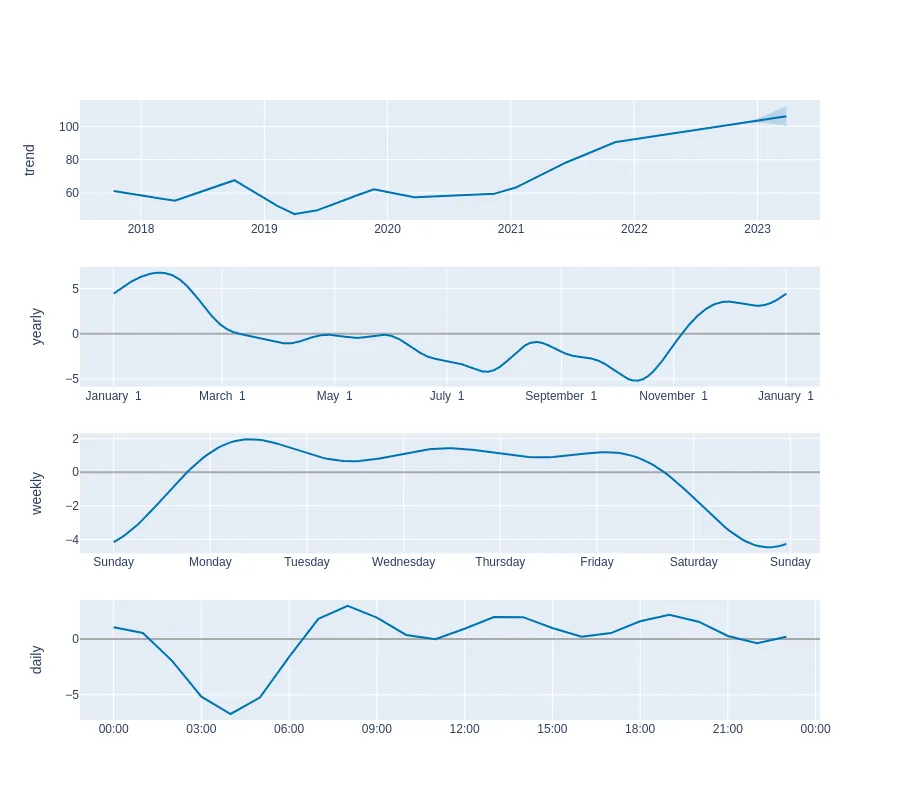 trend
100
80
60
2018 2019 2020 2021 2022 2023
yearly
5
0
−5
January 1 March 1 May 1 July 1 September 1 November 1 January 1
weekly
2
0
−2
−4
Sunday Monday Tuesday Wednesday Thursday Friday Saturday Sunday
daily
0
−5
00:00 03:00 06:00 09:00 12:00 15:00 18:00 21:00 00:00